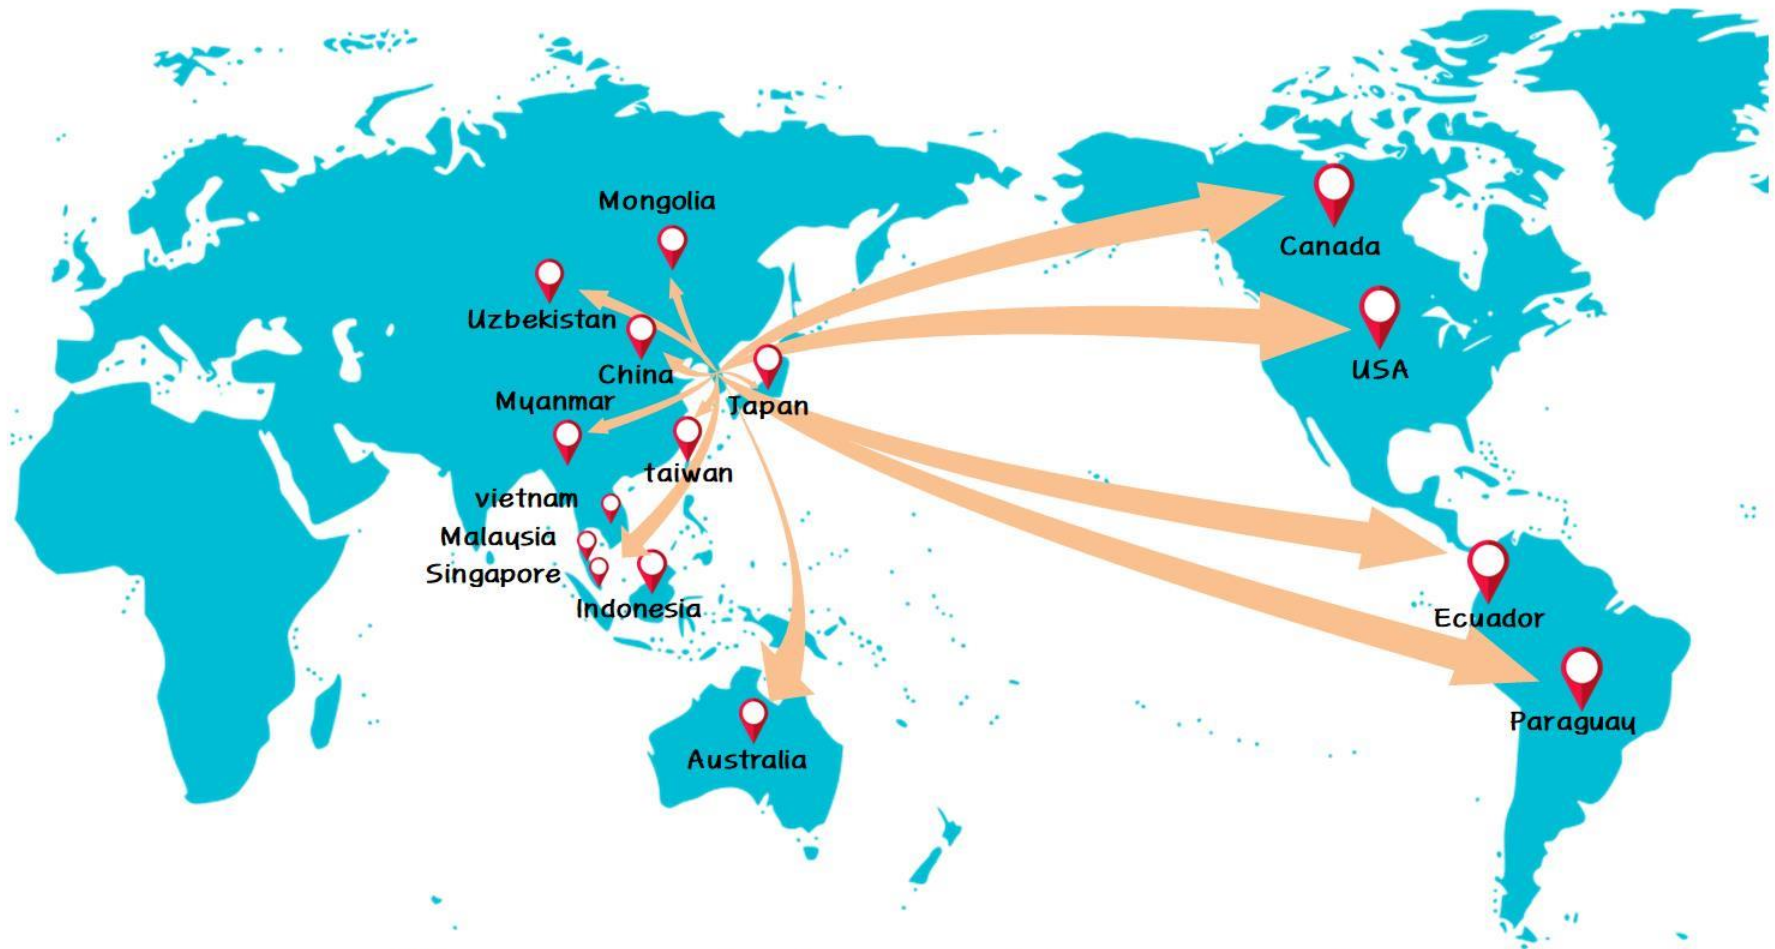 Mongolia
Canada
Uzbekistan
China
USA
Myanmar
Japan
taiwan
vietnam
Malaysia
Singapore
Indonesia
Ecuador
Paraguay
Australia